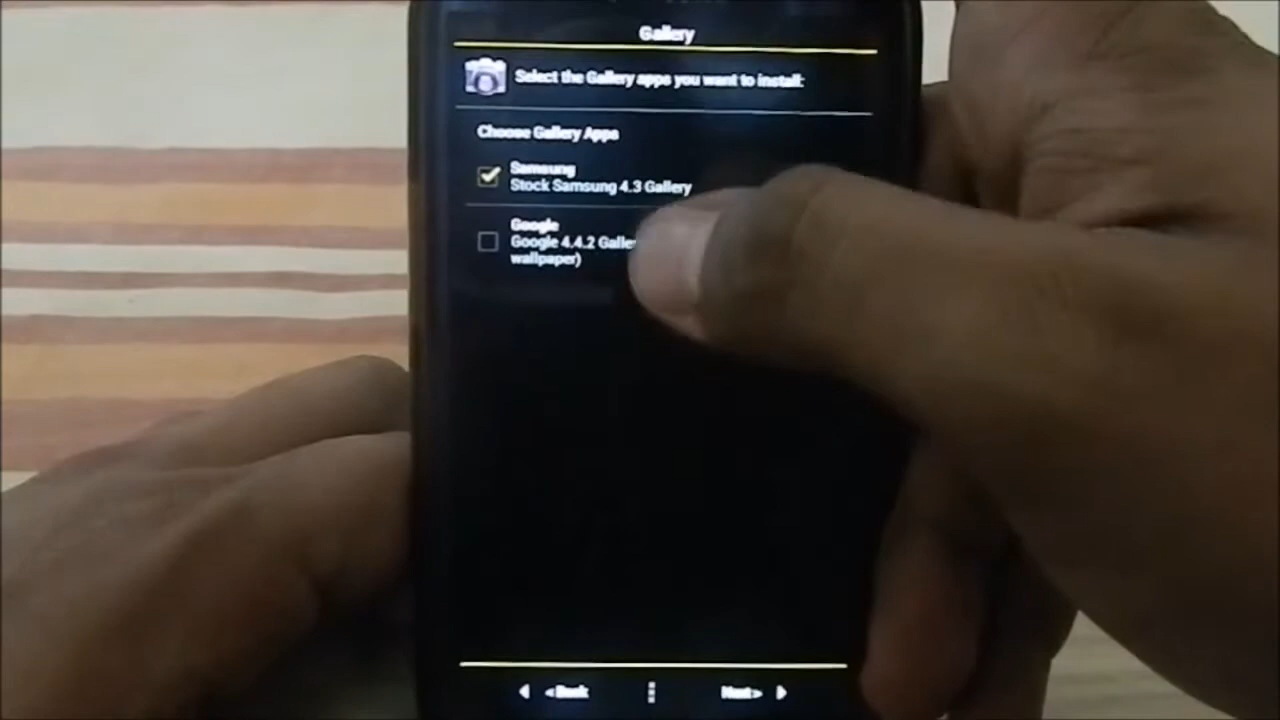 Gallery
Select the Gallery apps you want to install:
Choose Gallery Apps
Samsung
Stock Samsung 4.3 Gallery
Google
Google 4.4.2
wallpaper)
<Back
Next>